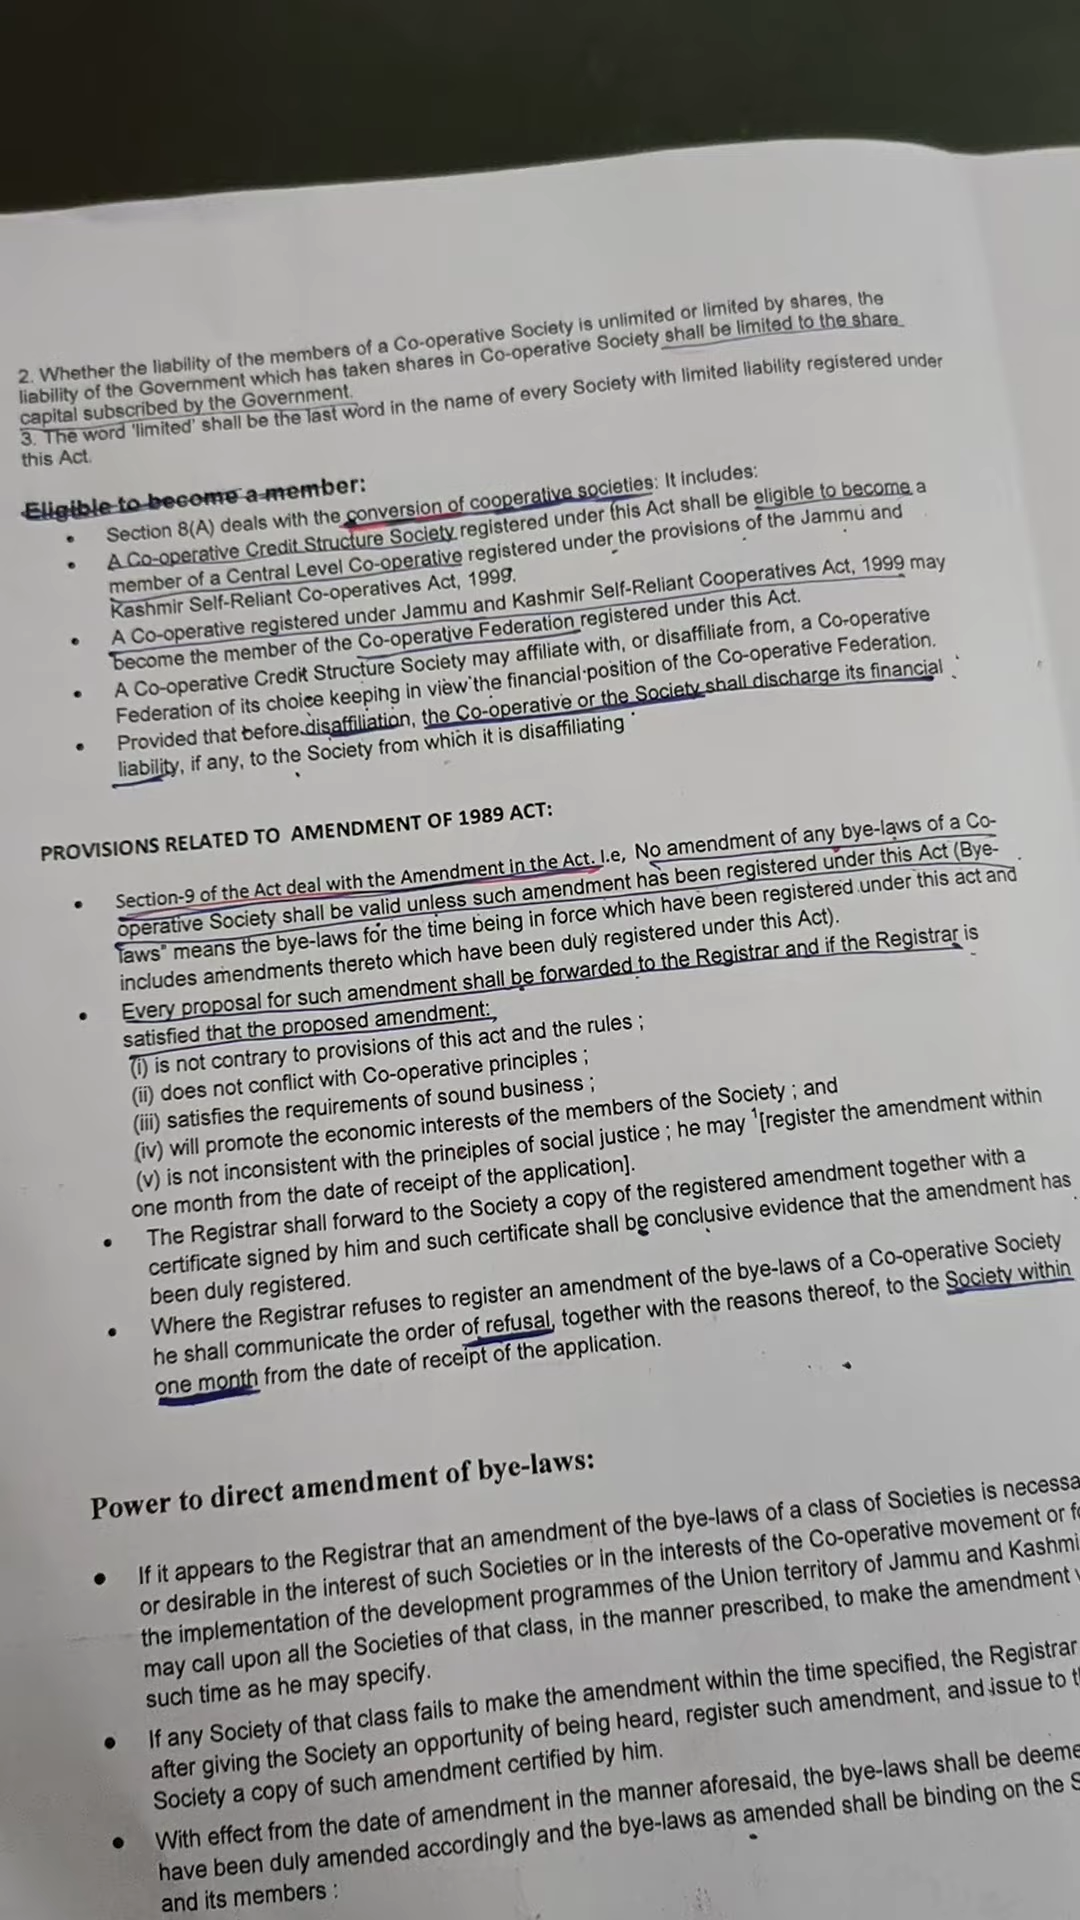 2. Whether the liability of the members of a Co-operative Society is unlimited or limited by shares, the
liability of the Government which has taken shares in Co-operative Society shall be limited to the share
capital subscribed by the Government.
3. The word 'limited' shall be the last word in the name of every Society with limited liability registered under
this Act.
Eligible to become a member:
• Section 8(A) deals with the conversion of cooperative societies: It includes:
• A Co-operative Credit Structure Society registered under this Act shall be eligible to become a
member of a Central Level Co-operative registered under the provisions of the Jammu and
Kashmir Self-Reliant Co-operatives Act, 1999.
• A Co-operative registered under Jammu and Kashmir Self-Reliant Cooperatives Act, 1999 may
become the member of the Co-operative Federation registered under this Act.
• A Co-operative Credit Structure Society may affiliate with, or disaffiliate from, a Co-operative
Federation of its choice keeping in view the financial position of the Co-operative Federation.
• Provided that before disaffiliation, the Co-operative or the Society shall discharge its financial
liability, if any, to the Society from which it is disaffiliating
PROVISIONS RELATED TO AMENDMENT OF 1989 ACT:
• Section-9 of the Act deal with the Amendment in the Act. I.e, No amendment of any bye-laws of a Co-
operative Society shall be valid unless such amendment has been registered under this Act (Bye-
laws" means the bye-laws for the time being in force which have been registered under this act and
includes amendments thereto which have been duly registered under this Act).
• Every proposal for such amendment shall be forwarded to the Registrar and if the Registrar is
satisfied that the proposed amendment:
(i) is not contrary to provisions of this act and the rules ;
(ii) does not conflict with Co-operative principles ;
(iii) satisfies the requirements of sound business ;
(iv) will promote the economic interests of the members of the Society ; and
(v) is not inconsistent with the principles of social justice ; he may 1[register the amendment within
one month from the date of receipt of the application].
• The Registrar shall forward to the Society a copy of the registered amendment together with a
certificate signed by him and such certificate shall be conclusive evidence that the amendment has
been duly registered.
• Where the Registrar refuses to register an amendment of the bye-laws of a Co-operative Society
he shall communicate the order of refusal, together with the reasons thereof, to the Society within
one month from the date of receipt of the application.
Power to direct amendment of bye-laws:
• If it appears to the Registrar that an amendment of the bye-laws of a class of Societies is necessa
or desirable in the interest of such Societies or in the interests of the Co-operative movement or fo
the implementation of the development programmes of the Union territory of Jammu and Kashmi
may call upon all the Societies of that class, in the manner prescribed, to make the amendment
such time as he may specify.
• If any Society of that class fails to make the amendment within the time specified, the Registrar
after giving the Society an opportunity of being heard, register such amendment, and issue to t
Society a copy of such amendment certified by him.
• With effect from the date of amendment in the manner aforesaid, the bye-laws shall be deeme
have been duly amended accordingly and the bye-laws as amended shall be binding on the S
and its members :